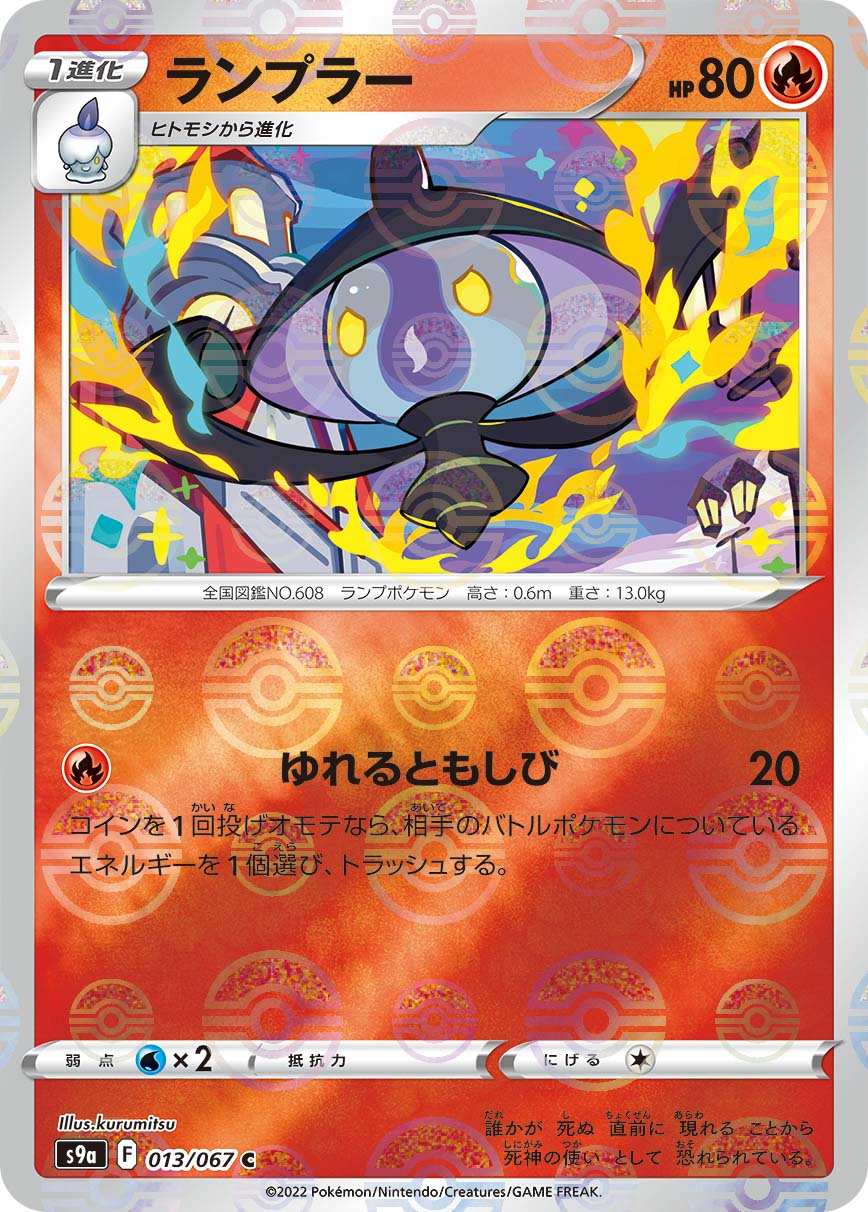 1進化
ランプラー
HP80
ヒトモシから進化
全国図鑑NO.608 ランプポケモン 高さ：0.6m 重さ：13.0kg
ゆれるともしび 20
コインを1回投げオモテなら、相手のバトルポケモンについている
エネルギーを1個選び、トラッシュする。
弱点 ×2 抵抗力 にげる
Illus.kurumitsu
誰かが 死ぬ 直前に 現れる ことから
死神の使い として 恐れられている。
s9a F 013/067 C
©2022 Pokémon/Nintendo/Creatures/GAME FREAK.